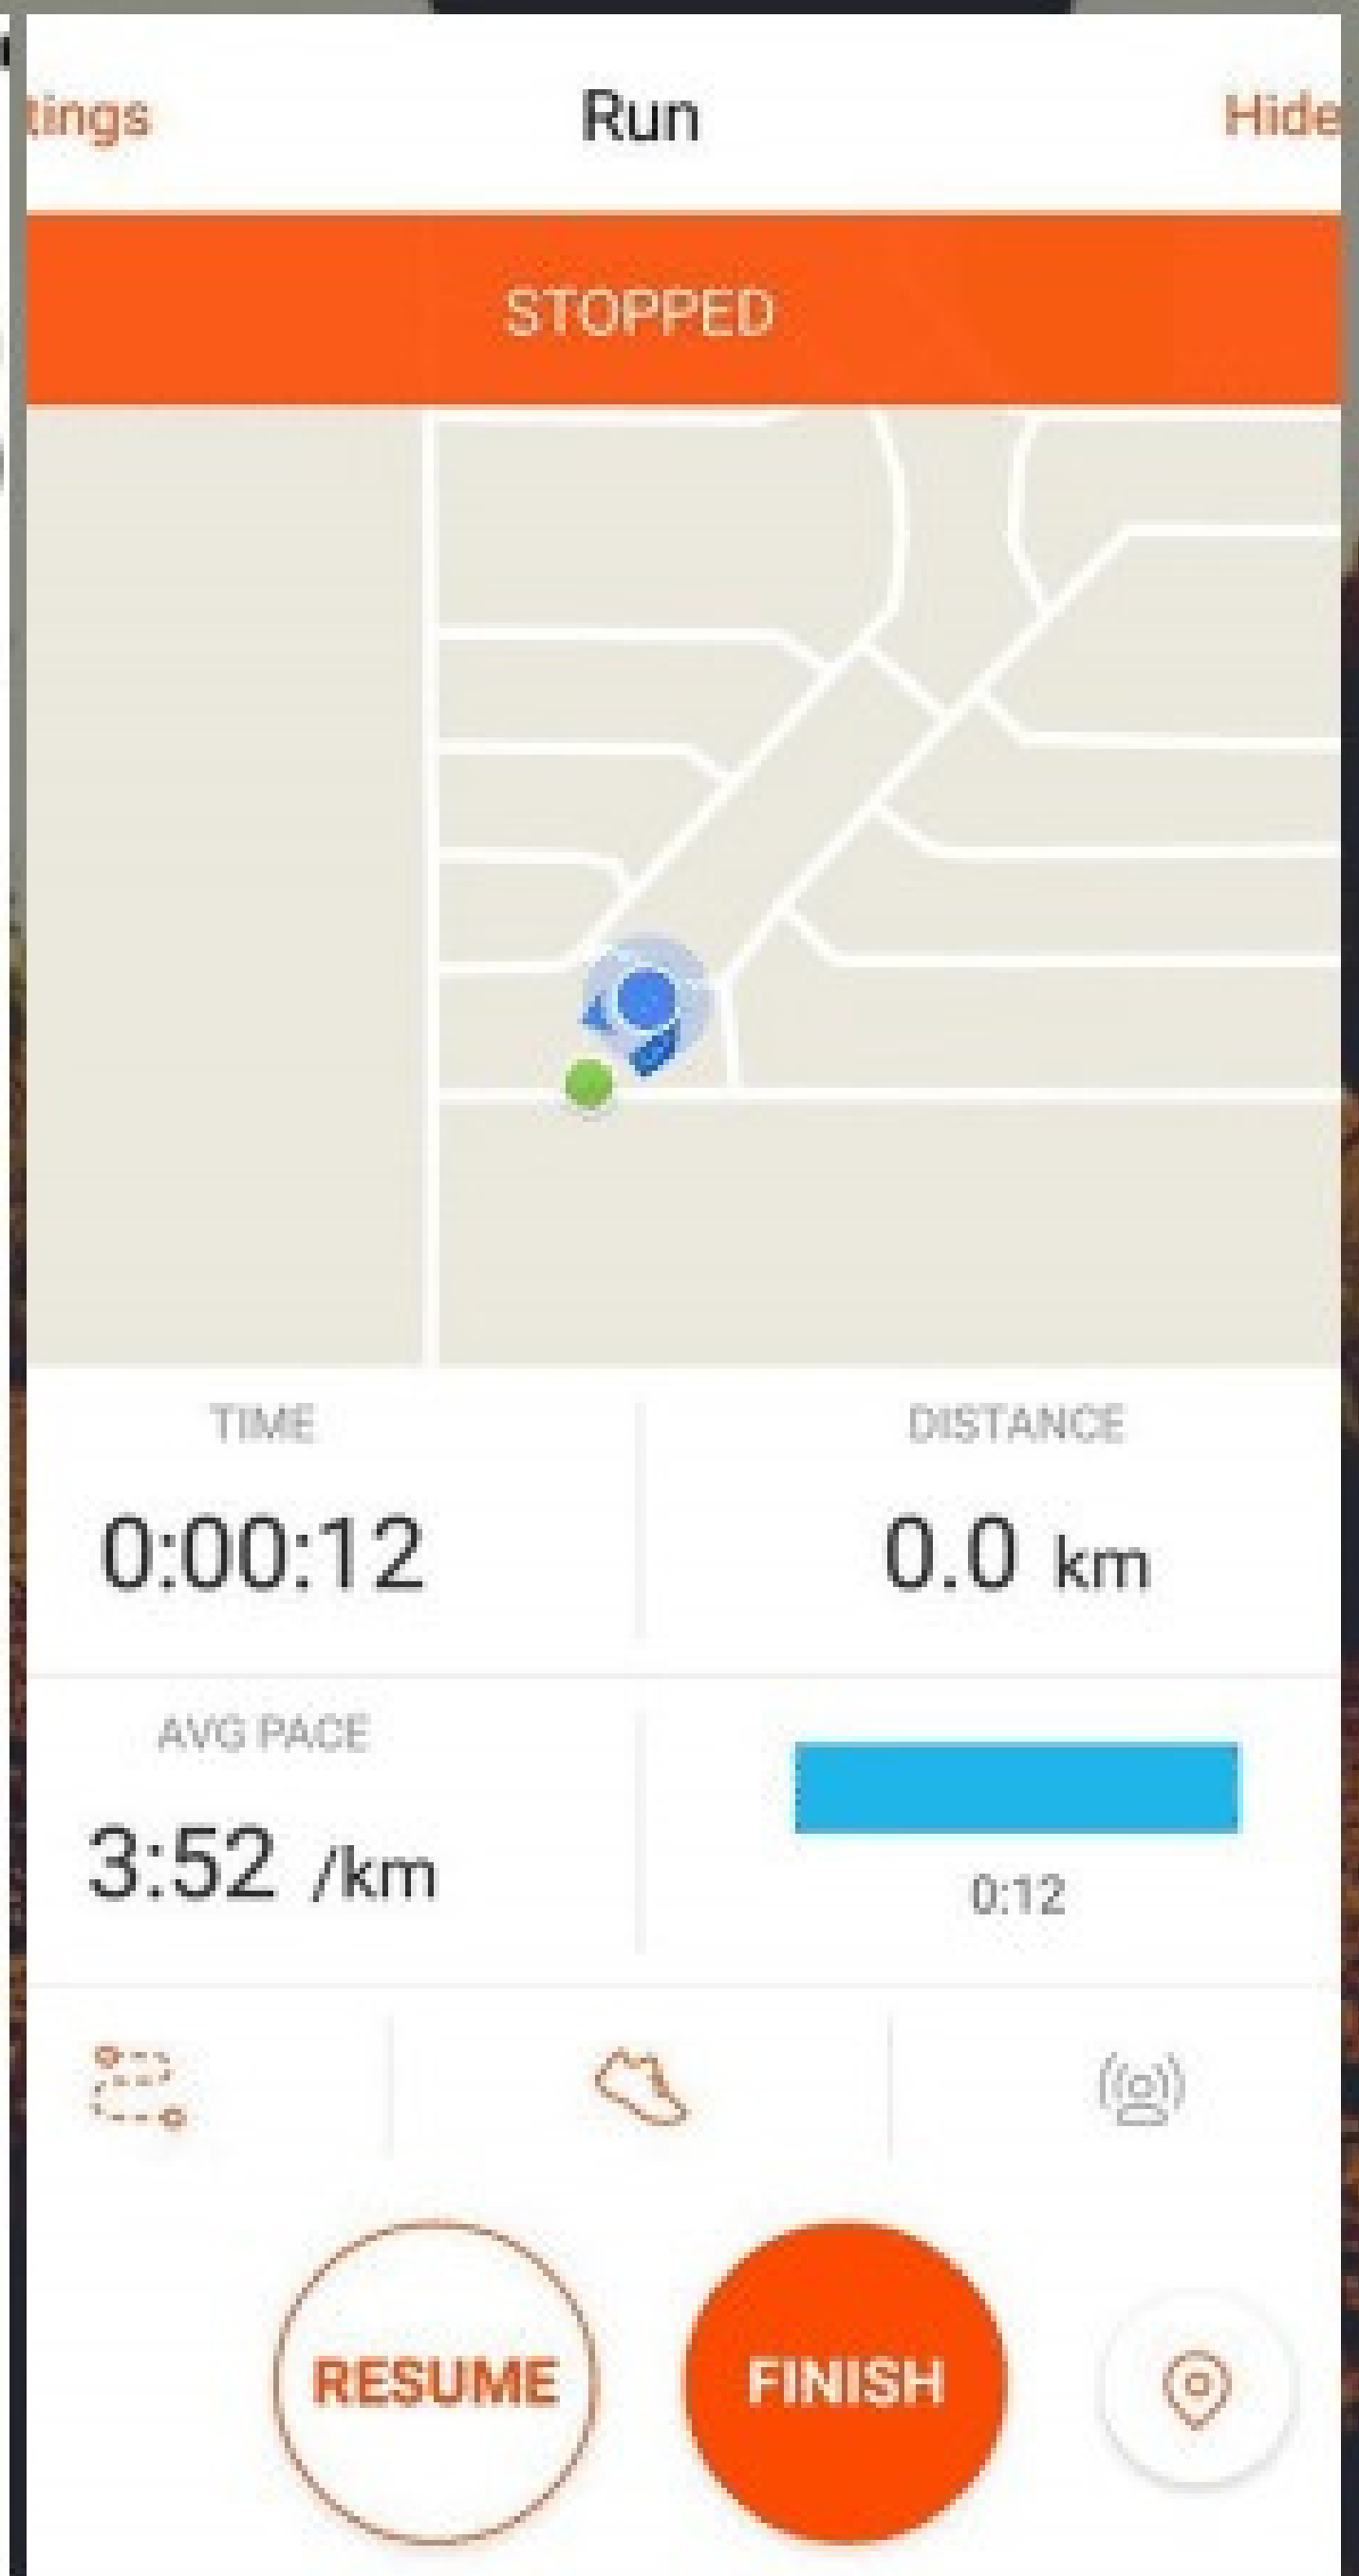 tings Run Hide
STOPPED
TIME DISTANCE
0:00:12 0.0 km
AVG PACE
3:52 /km
0:12
RESUME FINISH